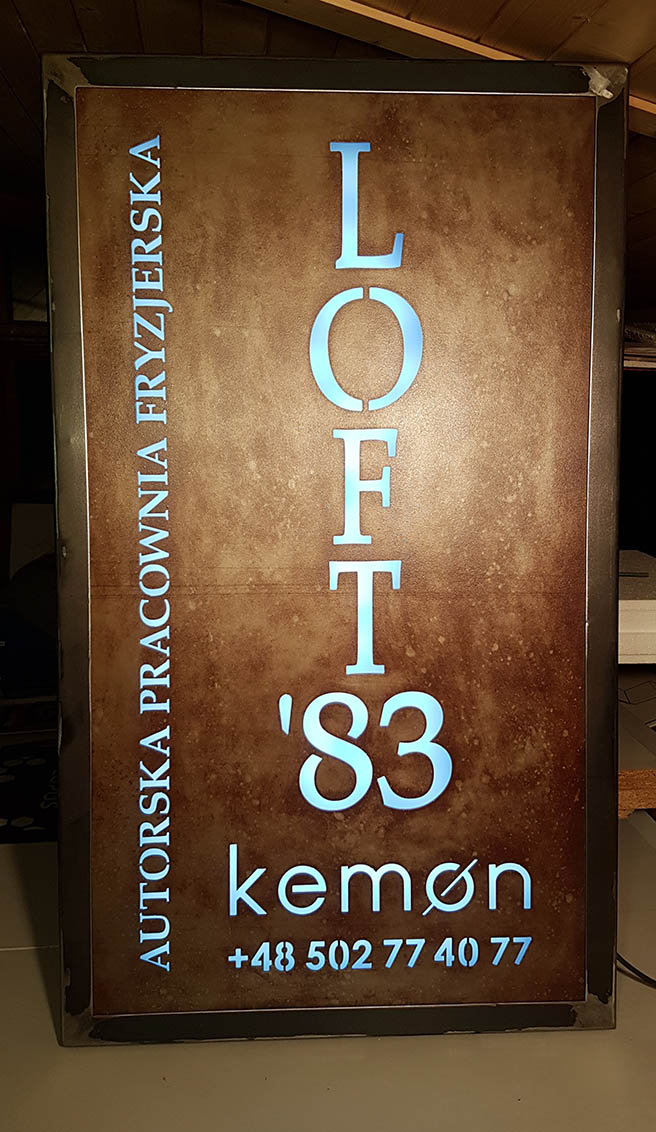 AUTORSKA PRACOWNIA FRYZJERSKA
LOFT
'83
kemøn
+48 502 77 40 77